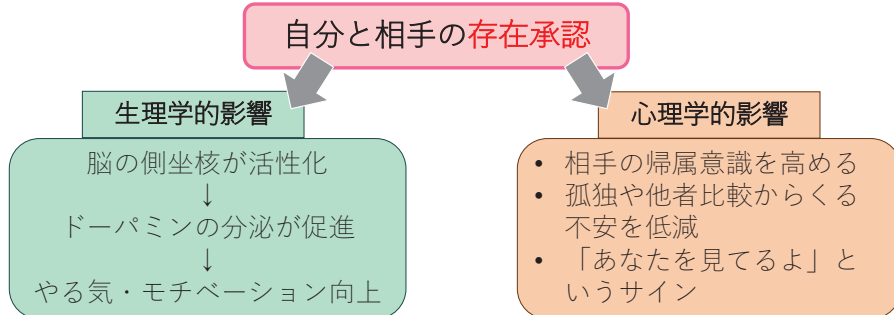 自分と相手の存在承認
生理学的影響
脳の側坐核が活性化
↓
ドーパミンの分泌が促進
↓
やる気・モチベーション向上
心理学的影響
• 相手の帰属意識を高める
• 孤独や他者比較からくる
不安を低減
• 「あなたを見てるよ」と
いうサイン